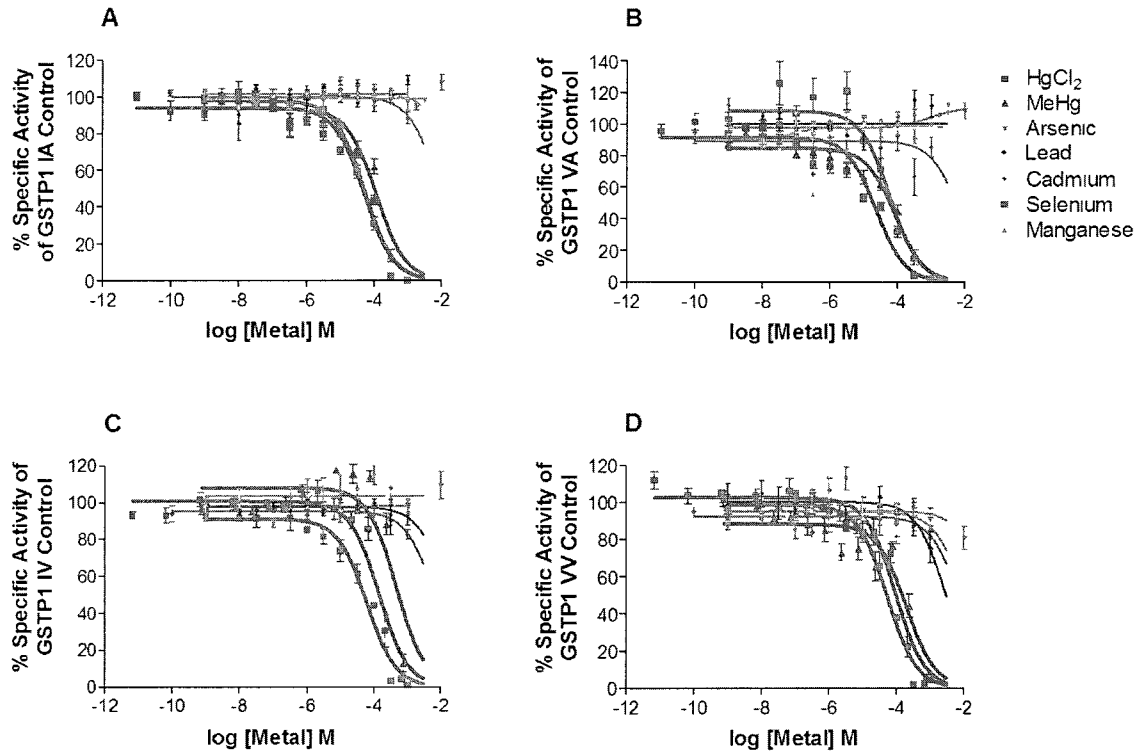 A
% Specific Activity
of GSTP1 IA Control
120
100
80
60
40
20
0
-12
-10
-8
-6
-4
-2
log [Metal] M
B
% Specific Activity of
GSTP1 VA Control
140
120
100
80
60
40
20
0
-12
-10
-8
-6
-4
-2
log [Metal] M
HgCl₂
MeHg
Arsenic
Lead
Cadmium
Selenium
Manganese
C
% Specific Activity of
GSTP1 IV Control
120
100
80
60
40
20
0
-12
-10
-8
-6
-4
-2
log [Metal] M
D
% Specific Activity of
GSTP1 VV Control
120
100
80
60
40
20
0
-12
-10
-8
-6
-4
-2
log [Metal] M